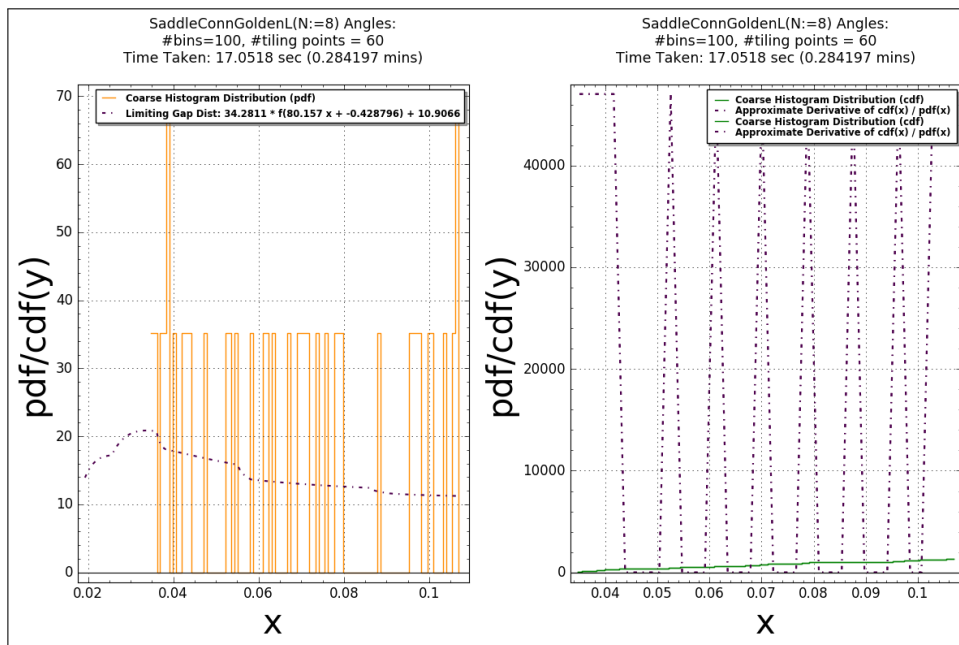 SaddleConnGoldenL(N:=8) Angles:
#bins=100, #tiling points = 60
Time Taken: 17.0518 sec (0.284197 mins)
70
60
50
40
30
20
10
0
pdf/cdf(y)
Coarse Histogram Distribution (pdf)
Limiting Gap Dist: 34.2811 * f(80.157 x + -0.428796) + 10.9066
0.02
0.04
0.06
0.08
0.1
x
SaddleConnGoldenL(N:=8) Angles:
#bins=100, #tiling points = 60
Time Taken: 17.0518 sec (0.284197 mins)
40000
30000
20000
10000
0
pdf/cdf(y)
Coarse Histogram Distribution (cdf)
Approximate Derivative of cdf(x) / pdf(x)
Coarse Histogram Distribution (cdf)
Approximate Derivative of cdf(x) / pdf(x)
0.04
0.05
0.06
0.07
0.08
0.09
0.1
x